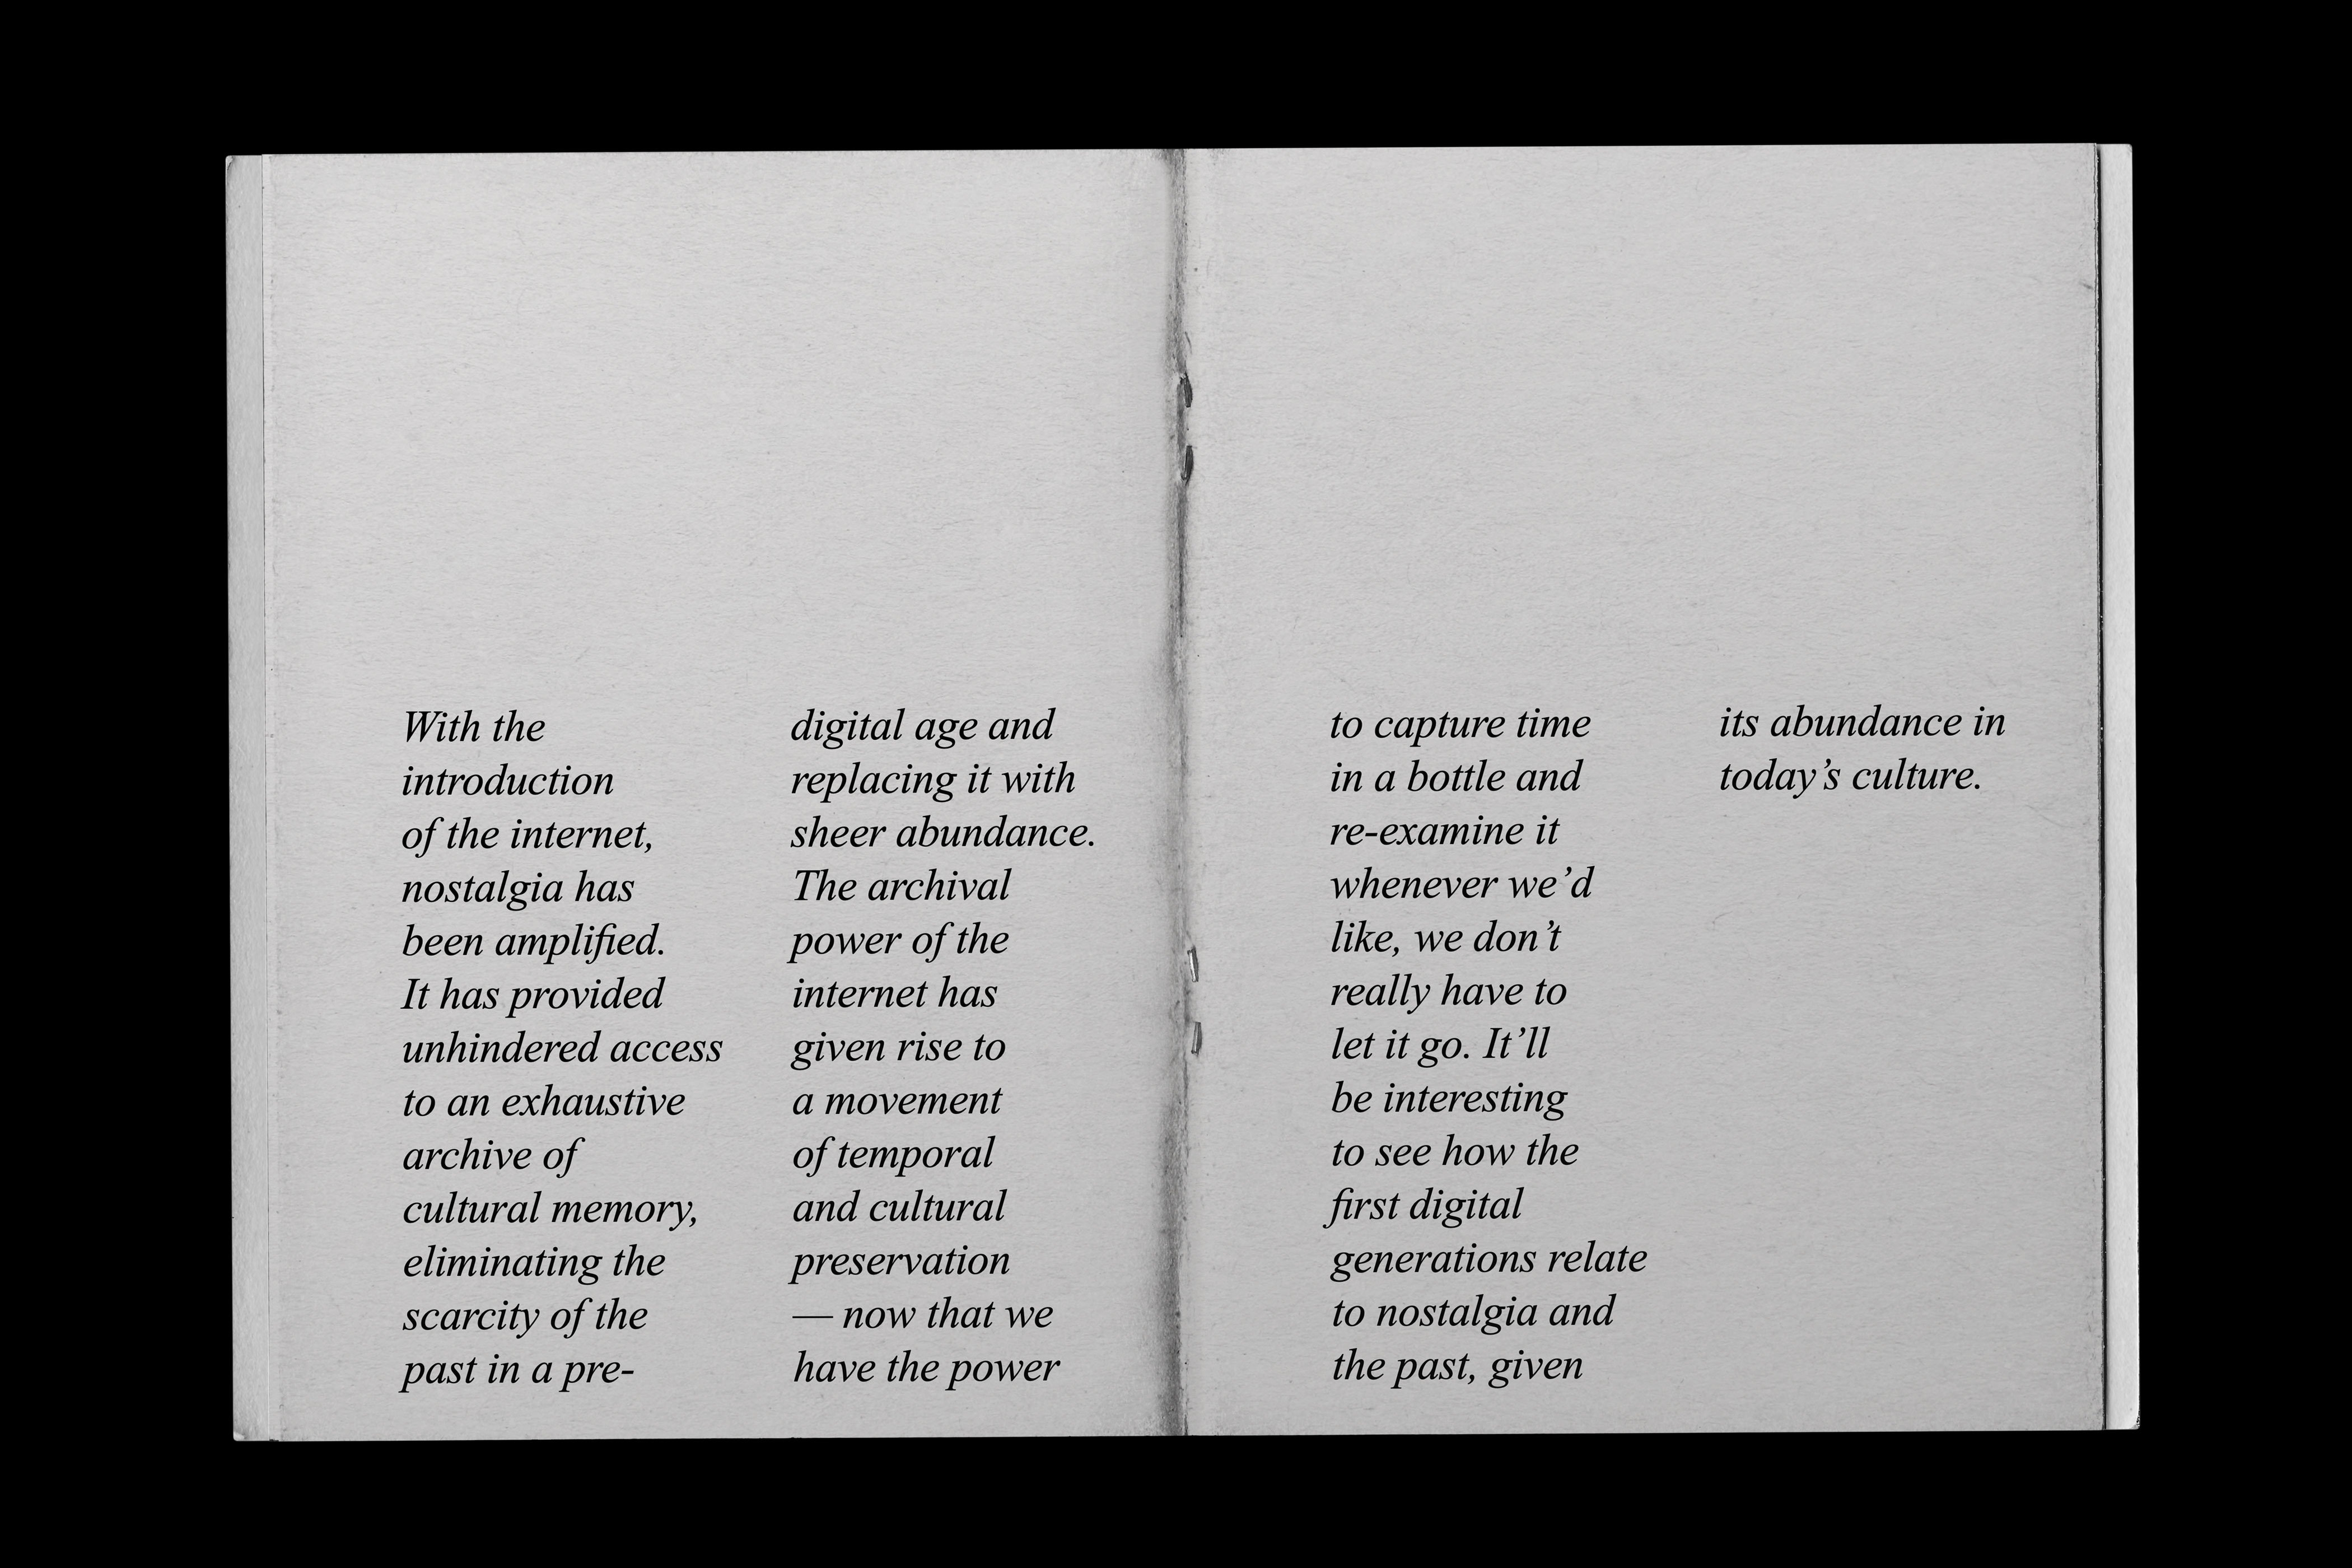 With the
introduction
of the internet,
nostalgia has
been amplified.
It has provided
unhindered access
to an exhaustive
archive of
cultural memory,
eliminating the
scarcity of the
past in a pre-
digital age and
replacing it with
sheer abundance.
The archival
power of the
internet has
given rise to
a movement
of temporal
and cultural
preservation
— now that we
have the power
to capture time
in a bottle and
re-examine it
whenever we’d
like, we don’t
really have to
let it go. It’ll
be interesting
to see how the
first digital
generations relate
to nostalgia and
the past, given
its abundance in
today’s culture.